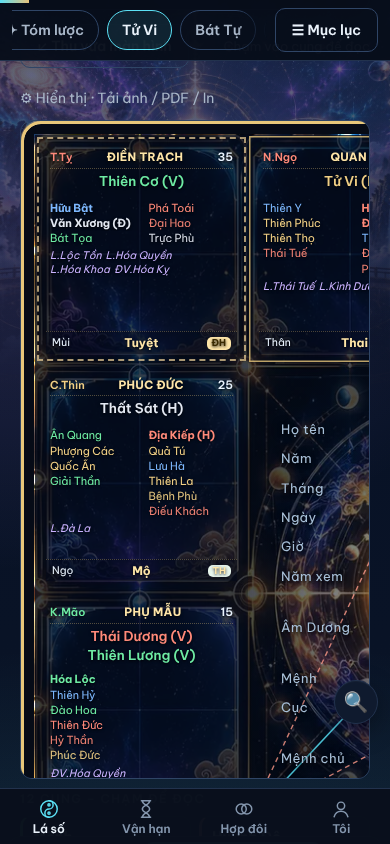 Tóm lược
Tử Vi
Bát Tự
☰ Mục lục
⚙ Hiển thị · Tải ảnh / PDF / In
T.Tỵ ĐIỀN TRẠCH 35
Thiên Cơ (V)
Hữu Bật Phá Toái
Văn Xương (Đ) Đại Hao
Bát Tọa Trực Phù
L.Lộc Tồn L.Hóa Quyền
L.Hóa Khoa ĐV.Hóa Kỵ
Mùi Tuyệt ĐH
N.Ngọ QUAN
Tử Vi (
Thiên Y
Thiên Phúc
Thiên Thọ
Thái Tuế
L.Thái Tuế L.Kình Dư
Thân Thai
C.Thìn PHÚC ĐỨC 25
Thất Sát (H)
Ân Quang Địa Kiếp (H)
Phượng Các Quả Tú
Quốc Ấn Lưu Hà
Giải Thần Thiên La
Bệnh Phù
Điếu Khách
L.Đà La
Ngọ Mộ
K.Mão PHỤ MẪU 15
Thái Dương (V)
Thiên Lương (V)
Hóa Lộc
Thiên Hỷ
Đào Hoa
Thiên Đức
Hỷ Thần
Phúc Đức
ĐV.Hóa Quyền
Họ tên
Năm
Tháng
Ngày
Giờ
Năm xem
Âm Dương
Mệnh
Cục
Mệnh chủ
Lá số
Vận hạn
Hợp đôi
Tôi